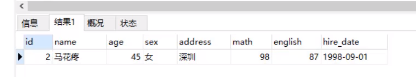 信息 结果1 概况 状态
id name age sex address math english hire_date
2 马花疼 45 女 深圳 98 87 1998-09-01